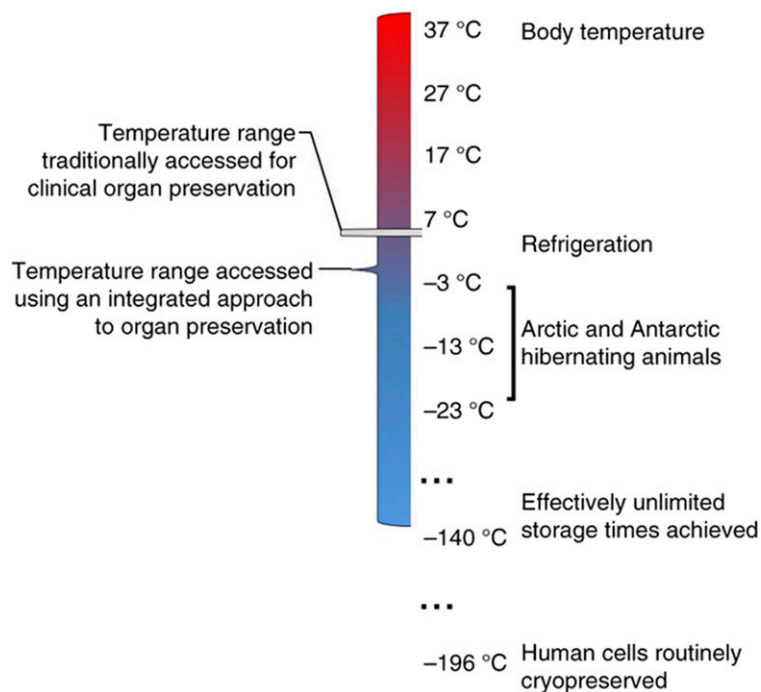 37 °C
Body temperature
27 °C
Temperature range
traditionally accessed for
clinical organ preservation
17 °C
7 °C
Refrigeration
Temperature range accessed
using an integrated approach
to organ preservation
–3 °C
–13 °C
Arctic and Antarctic
hibernating animals
–23 °C
...
Effectively unlimited
storage times achieved
–140 °C
...
–196 °C
Human cells routinely
cryopreserved